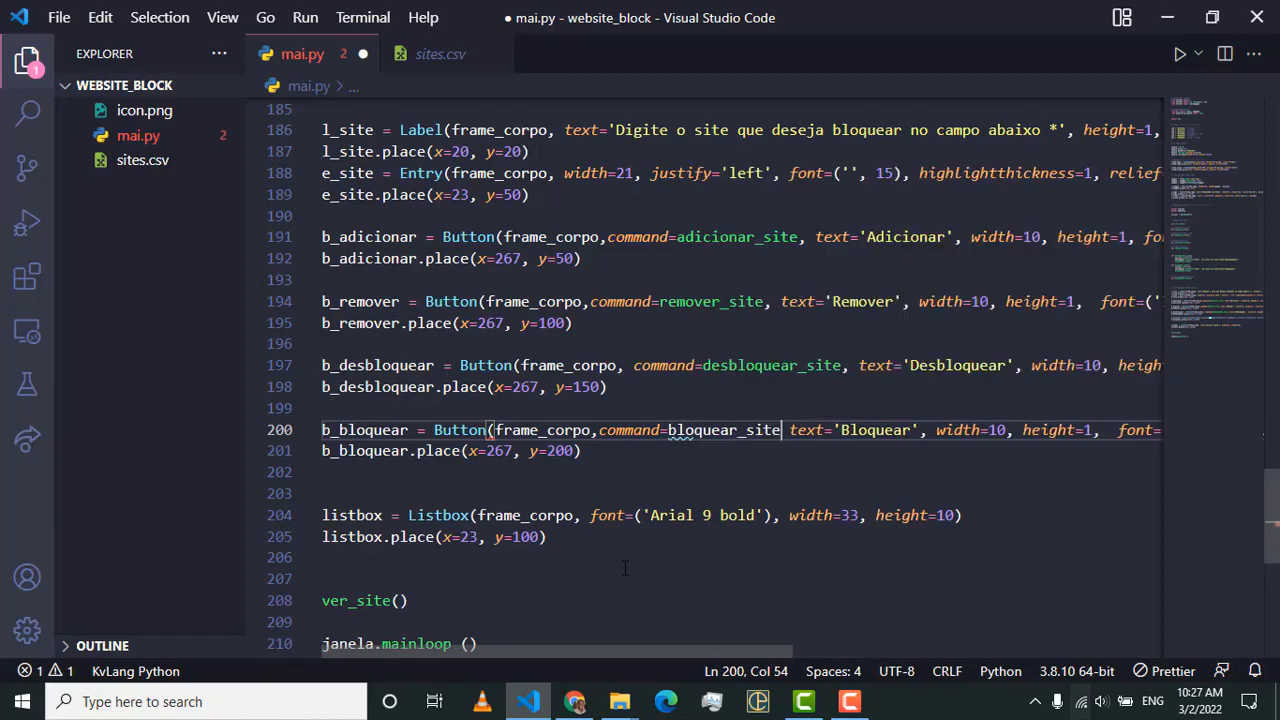 File Edit Selection View Go Run Terminal Help ● mai.py - website_block - Visual Studio Code
EXPLORER ··· mai.py 2 ● sites.csv
WEBSITE_BLOCK mai.py > ...
icon.png
mai.py 2
sites.csv
1
185
186 l_site = Label(frame_corpo, text='Digite o site que deseja bloquear no campo abaixo *', height=1,
187 l_site.place(x=20, y=20)
188 e_site = Entry(frame_corpo, width=21, justify='left', font=('', 15), highlightthickness=1, relief
189 e_site.place(x=23, y=50)
190
191 b_adicionar = Button(frame_corpo,command=adicionar_site, text='Adicionar', width=10, height=1, fo
192 b_adicionar.place(x=267, y=50)
193
194 b_remover = Button(frame_corpo,command=remover_site, text='Remover', width=10, height=1,  font=('
195 b_remover.place(x=267, y=100)
196
197 b_desbloquear = Button(frame_corpo, command=desbloquear_site, text='Desbloquear', width=10, heigh
198 b_desbloquear.place(x=267, y=150)
199
200 b_bloquear = Button(frame_corpo,command=bloquear_site text='Bloquear', width=10, height=1,  font=
201 b_bloquear.place(x=267, y=200)
202
203
204 listbox = Listbox(frame_corpo, font=('Arial 9 bold'), width=33, height=10)
205 listbox.place(x=23, y=100)
206
207
208 ver_site()
209
210 janela.mainloop ()
OUTLINE
1 1 KvLang Python Ln 200, Col 54 Spaces: 4 UTF-8 CRLF Python 3.8.10 64-bit Prettier
Type here to search ENG 10:27 AM
3/2/2022